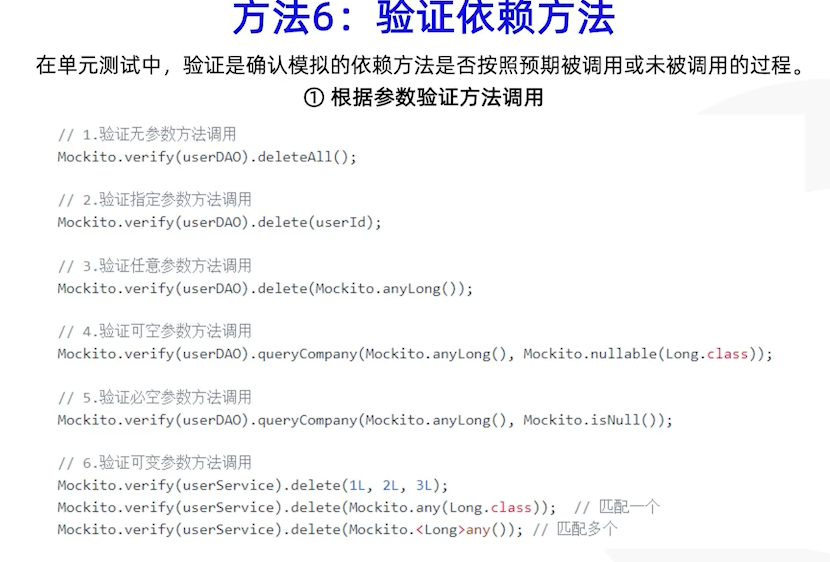 方法6：验证依赖方法
在单元测试中，验证是确认模拟的依赖方法是否按照预期被调用或未被调用的过程。
① 根据参数验证方法调用
// 1.验证无参数方法调用
Mockito.verify(userDAO).deleteAll();
// 2.验证指定参数方法调用
Mockito.verify(userDAO).delete(userId);
// 3.验证任意参数方法调用
Mockito.verify(userDAO).delete(Mockito.anyLong());
// 4.验证可空参数方法调用
Mockito.verify(userDAO).queryCompany(Mockito.anyLong(), Mockito.nullable(Long.class));
// 5.验证必空参数方法调用
Mockito.verify(userDAO).queryCompany(Mockito.anyLong(), Mockito.isNull());
// 6.验证可变参数方法调用
Mockito.verify(userService).delete(1L, 2L, 3L);
Mockito.verify(userService).delete(Mockito.any(Long.class));  // 匹配一个
Mockito.verify(userService).delete(Mockito.<Long>any()); // 匹配多个